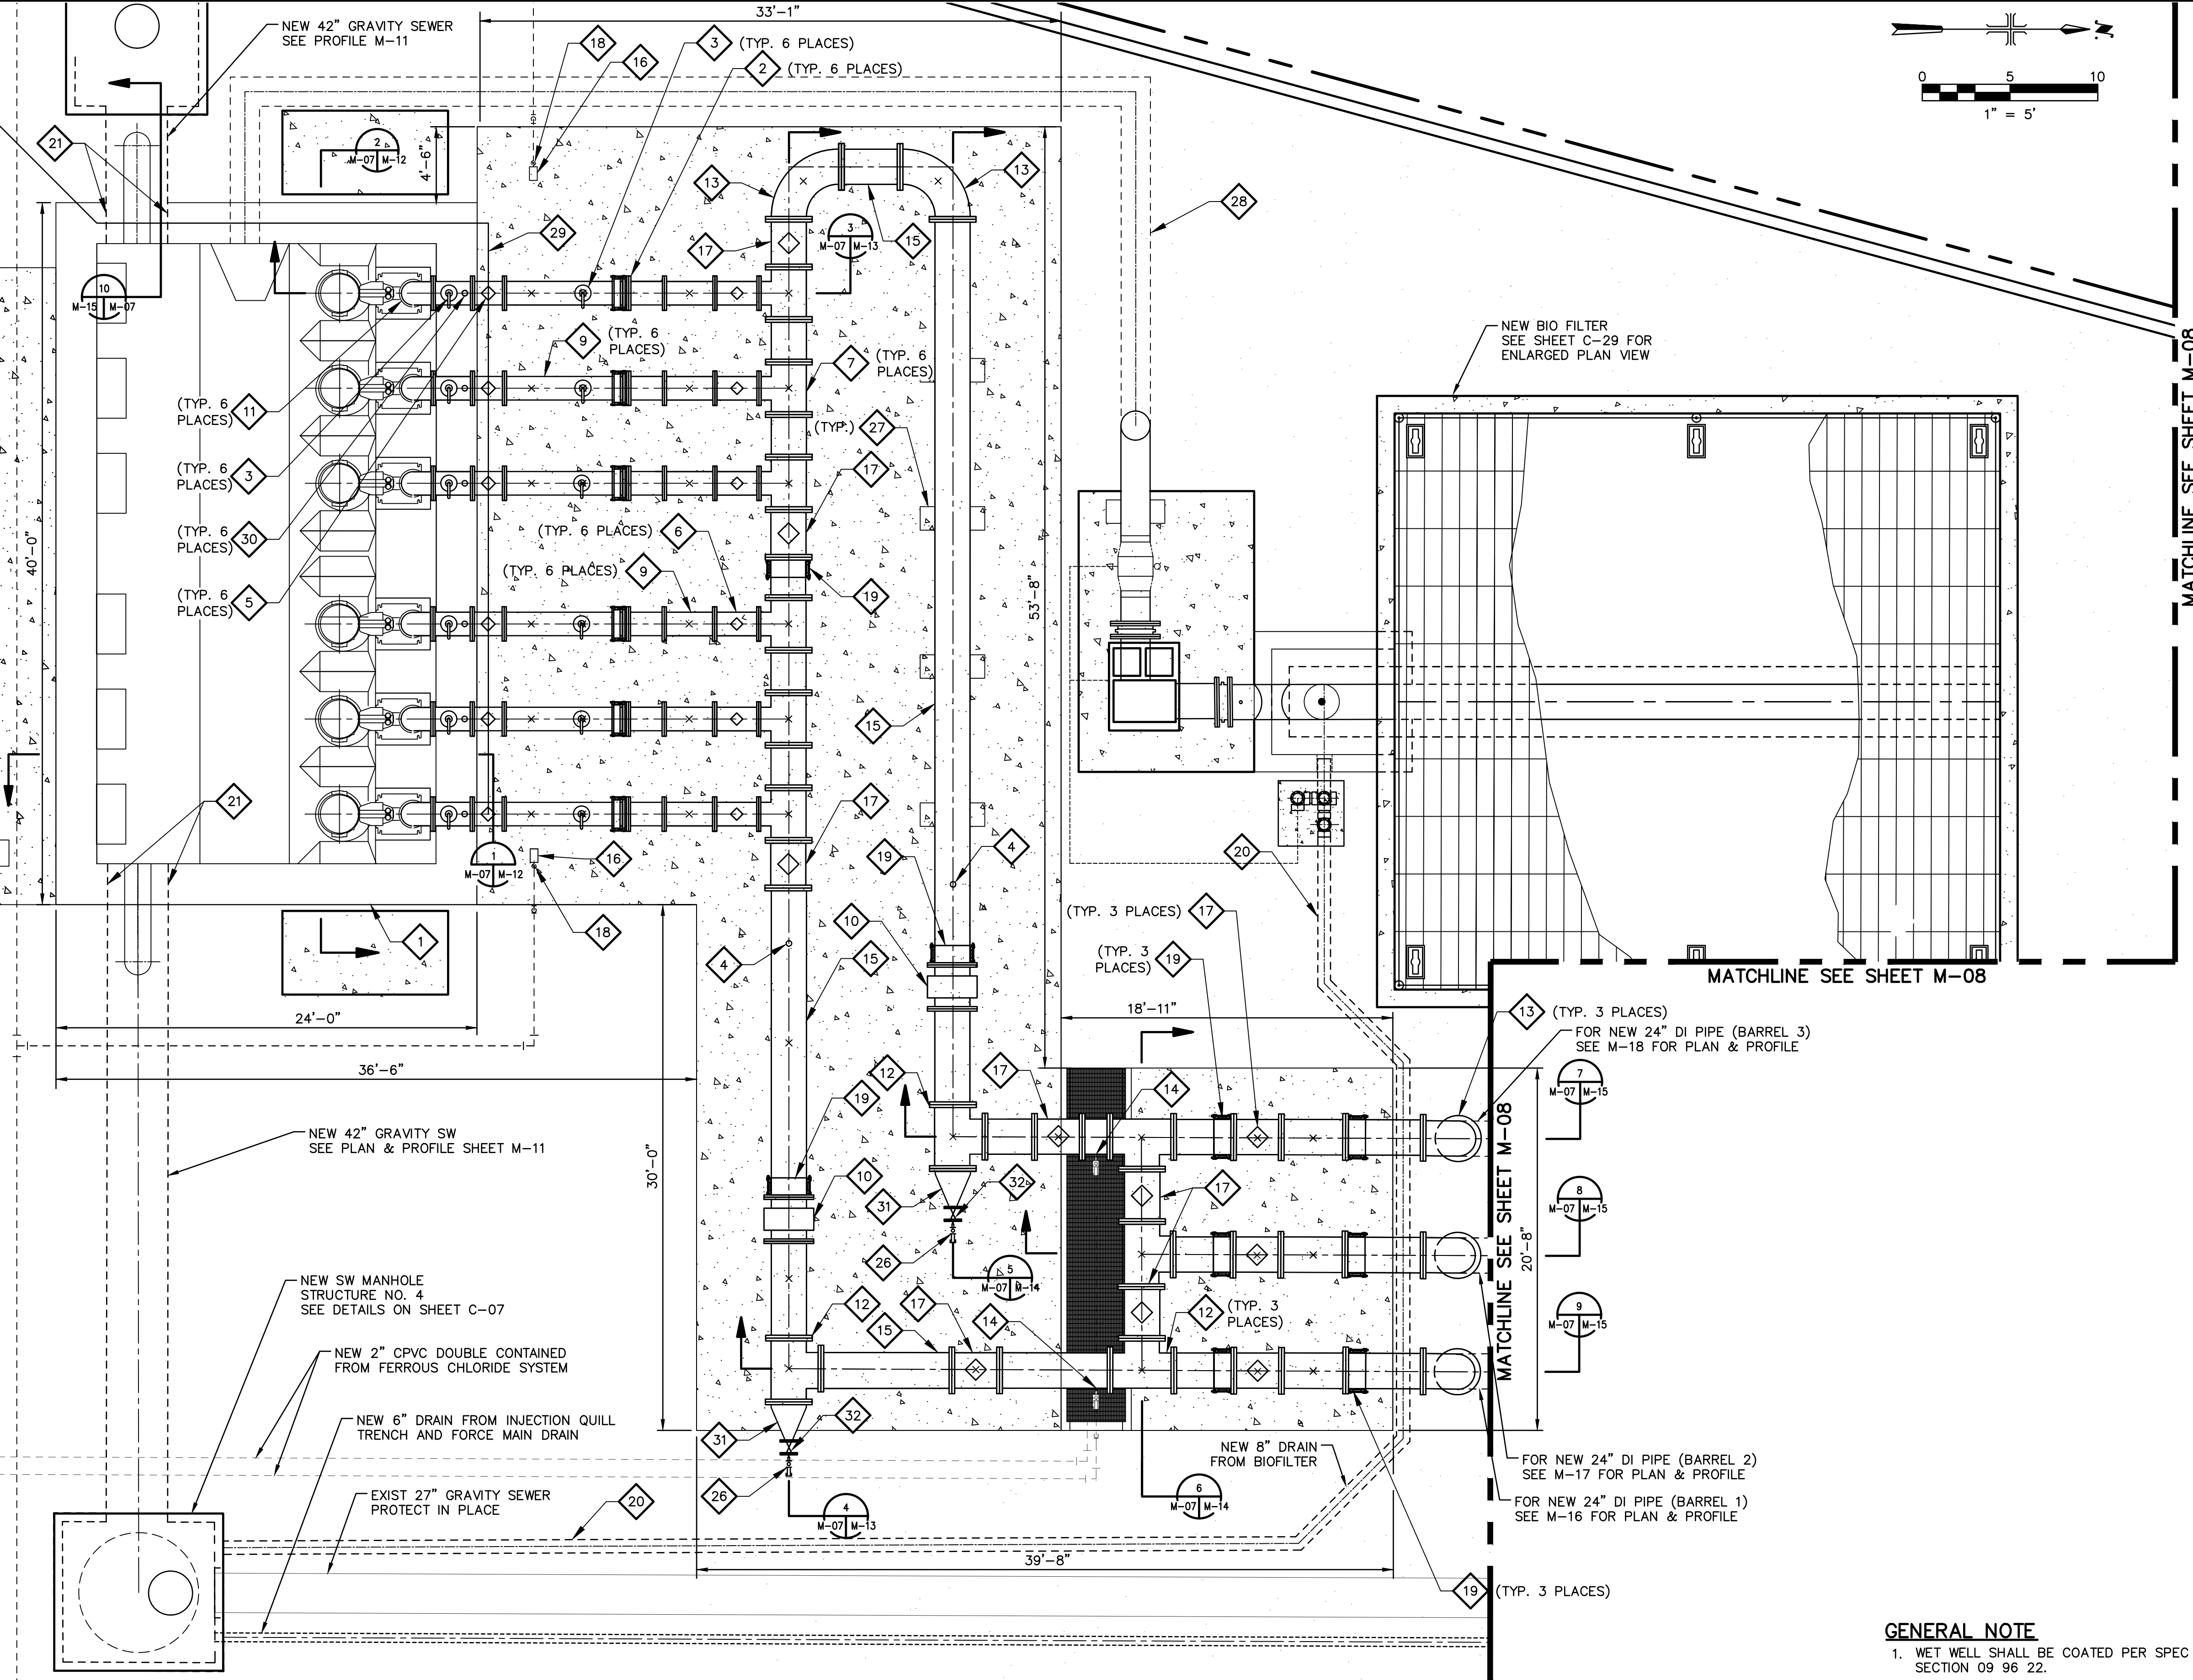 33'-1"
NEW 42" GRAVITY SEWER
SEE PROFILE M-11
18
3 (TYP. 6 PLACES)
16
2 (TYP. 6 PLACES)
N
0 5 10
1" = 5'
21
2
M-07 M-12
4'-6"
13
13
28
29
17
3
M-07 M-13
15
10
M-15 M-07
9 (TYP. 6
PLACES)
7 (TYP. 6
PLACES)
NEW BIO FILTER
SEE SHEET C-29 FOR
ENLARGED PLAN VIEW
MATCHLINE SEE SHEET M-08
(TYP. 6
PLACES) 11
(TYP.) 27
17
(TYP. 6
PLACES) 3
(TYP. 6
PLACES) 30
(TYP. 6 PLACES) 6
40'-0"
(TYP. 6 PLACES) 9
(TYP. 6
PLACES) 5
19
53'-8"
15
21
17
1
M-07 M-12
16
19
4
20
1
18
10
(TYP. 3 PLACES) 17
4
15
(TYP. 3
PLACES) 19
MATCHLINE SEE SHEET M-08
24'-0"
18'-11"
13 (TYP. 3 PLACES)
FOR NEW 24" DI PIPE (BARREL 3)
SEE M-18 FOR PLAN & PROFILE
36'-6"
12
17
14
7
M-07 M-15
19
NEW 42" GRAVITY SW
SEE PLAN & PROFILE SHEET M-11
30'-0"
10
31
32
17
8
M-07 M-15
MATCHLINE SEE SHEET M-08
20'-8"
26
5
M-07 M-14
NEW SW MANHOLE
STRUCTURE NO. 4
SEE DETAILS ON SHEET C-07
12
17
15
14
12 (TYP. 3
PLACES)
9
M-07 M-15
NEW 2" CPVC DOUBLE CONTAINED
FROM FERROUS CHLORIDE SYSTEM
NEW 6" DRAIN FROM INJECTION QUILL
TRENCH AND FORCE MAIN DRAIN
31
32
NEW 8" DRAIN
FROM BIOFILTER
FOR NEW 24" DI PIPE (BARREL 2)
SEE M-17 FOR PLAN & PROFILE
EXIST 27" GRAVITY SEWER
PROTECT IN PLACE
20
26
4
M-07 M-13
6
M-07 M-14
FOR NEW 24" DI PIPE (BARREL 1)
SEE M-16 FOR PLAN & PROFILE
39'-8"
19 (TYP. 3 PLACES)
GENERAL NOTE
1. WET WELL SHALL BE COATED PER SPEC
SECTION 09 96 22.